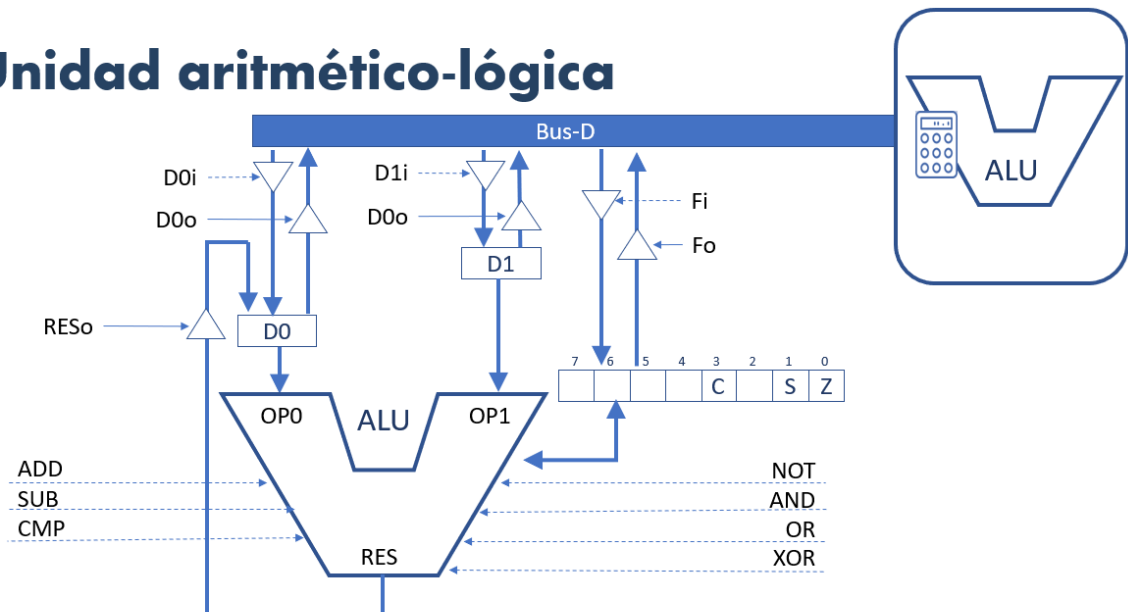 Unidad aritmético-lógica
Bus-D
ALU
D0i
D0o
D1i
D0o
Fi
Fo
D1
RESo
D0
7 6 5 4 3 2 1 0
C S Z
OP0
ALU
OP1
ADD
SUB
CMP
NOT
AND
OR
XOR
RES